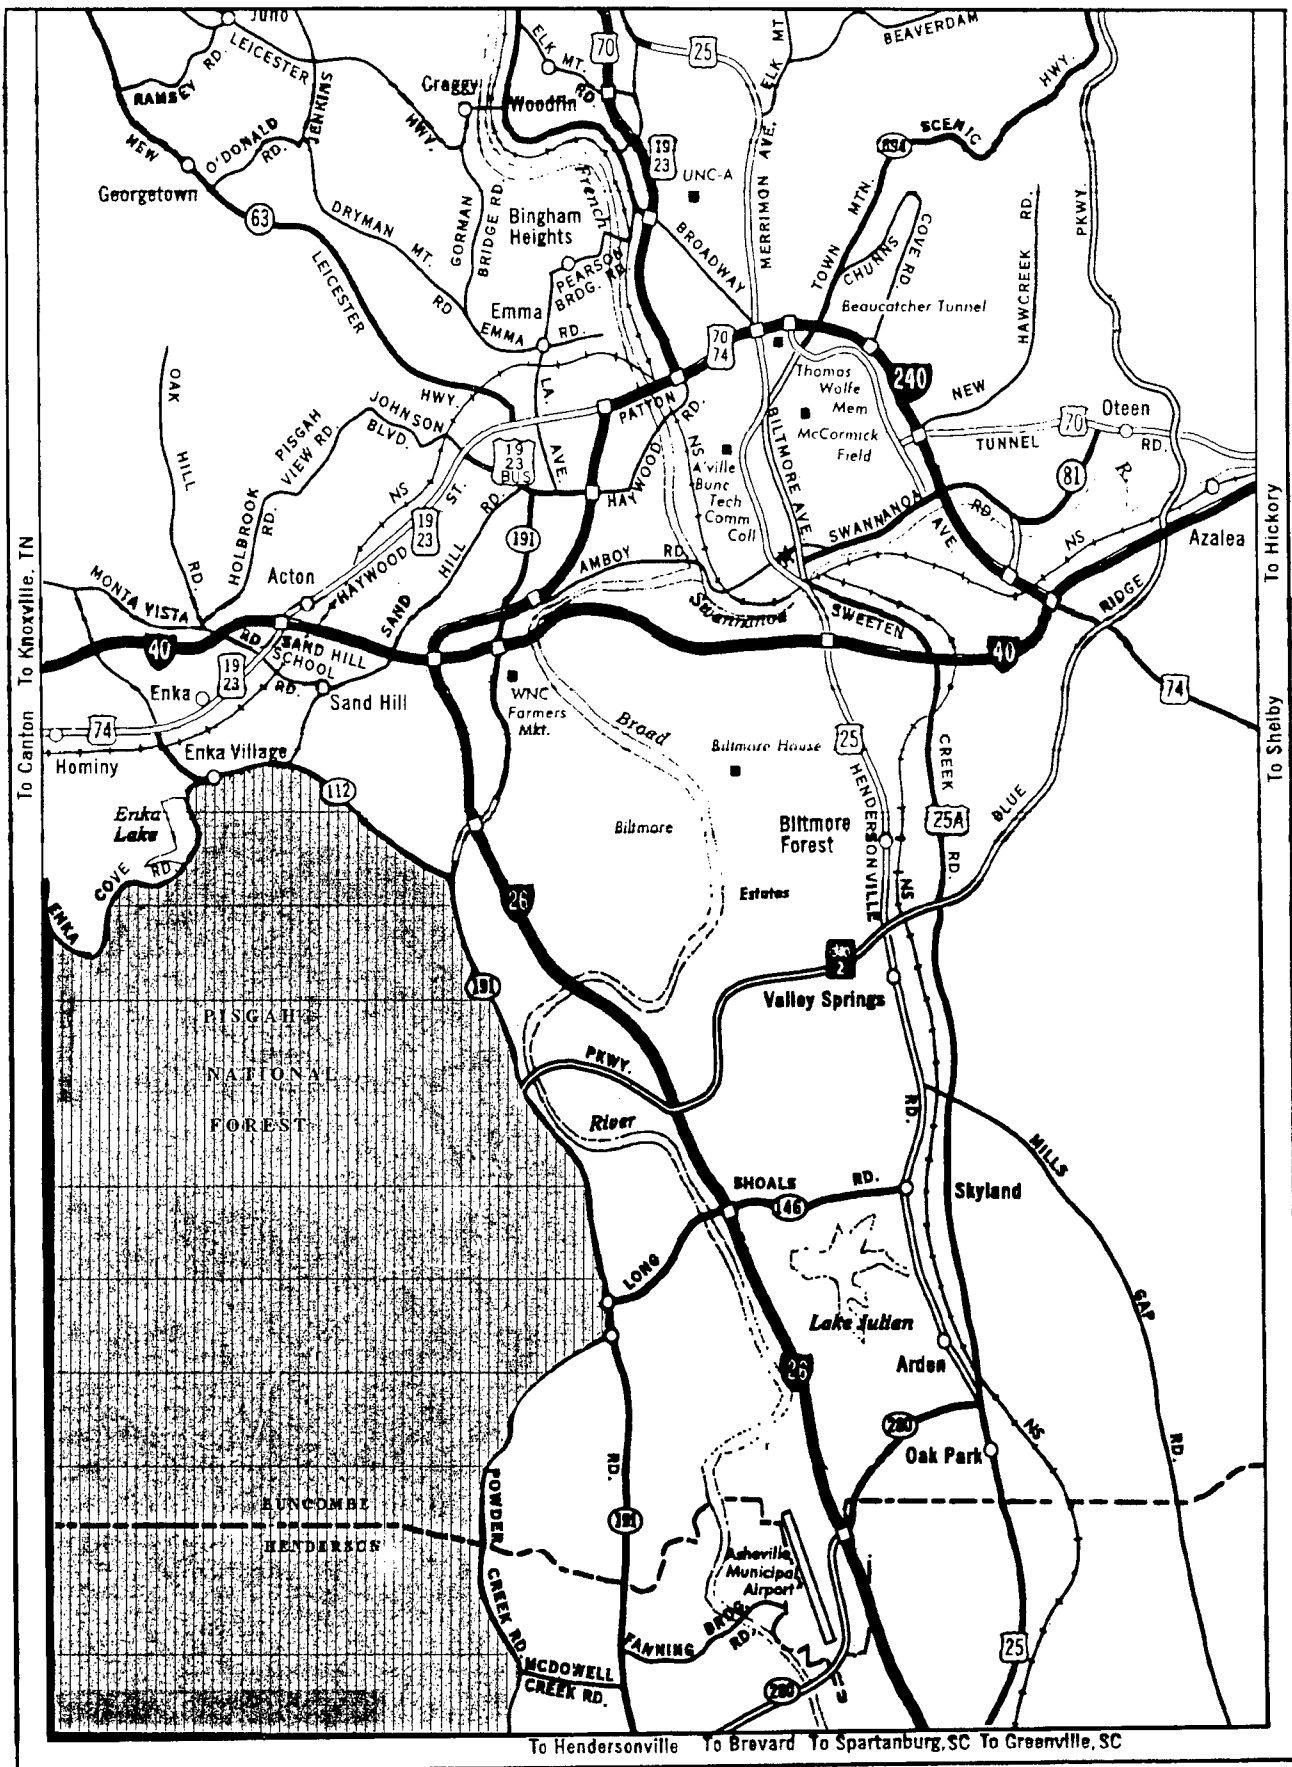 Juno
LEICESTER
RAMSEY
RD.
JENKINS
NEW
O'DONALD
RD.
Georgetown
63
LEICESTER
HWY.
HWY.
DRYMAN
MT.
RD
GORMAN
BRIDGE RD.
Craggy
Woodfin
ELK
MT.
RD.
70
25
ELK MT
BEAVERDAM
19
23
UNC-A
French
Bingham
Heights
PEARSON
BRDG. RD.
Emma
EMMA
RD.
BROADWAY
MERRIMON AVE.
TOWN
MTN.
694
SCENIC
HWY.
CHUNNS
COVE RD.
HAWCREEK RD.
PKWY.
Beaucatcher Tunnel
70
74
240
NEW
TUNNEL
70
Oteen
RD.
81
R.
Thomas
Wolfe
Mem
McCormick
Field
OAK
HILL
RD.
PISGAH
VIEW RD.
JOHNSON
BLVD.
HOLBROOK
RD.
LA.
AVE.
PATTON
HAYWOOD
RD.
NS
19
23
BUS
NS
ST.
19
23
HAYWOOD
SAND
HILL
RD.
191
A'ville
Bunc
Tech
Comm
Coll
BILTMORE AVE.
SWANNANOA
RD.
AVE.
NS
Azalea
RIDGE
AMBOY
RD.
Swannanoa
SWEETEN
CREEK
RD.
Acton
MONTA VISTA
RD.
40
SAND HILL
SCHOOL
RD.
Sand Hill
Enka
19
23
74
Hominy
Enka Village
112
Enka
Lake
ENKA
COVE
RD
WNC
Farmers
Mkt.
Broad
Biltmore House
Biltmore
Estates
25
HENDERSONVILLE
RD.
40
74
25A
BLUE
Biltmore
Forest
NS
26
191
Valley Springs
PKWY.
River
PISGAH
NATIONAL
FOREST
SHOALS
RD.
146
LONG
Skyland
MILLS
GAP
RD.
Lake Julian
26
Arden
280
Oak Park
NS
BUNCOMBE
HENDERSON
POWDER
CREEK RD.
RD.
191
Asheville
Municipal
Airport
FANNING
BRDG.
RD.
MCDOWELL
CREEK RD.
280
25
To Canton
To Knoxville, TN
To Hickory
To Shelby
To Hendersonville
To Brevard
To Spartanburg, SC
To Greenville, SC